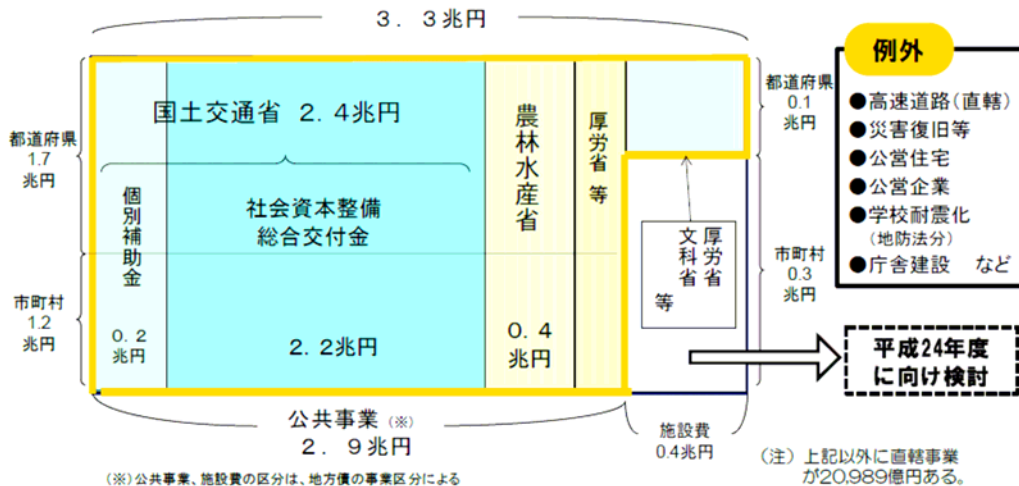 3．3兆円
都道府県
1.7
兆円
市町村
1.2
兆円
国土交通省　2．4兆円
個別補助金
0．2
兆円
社会資本整備
総合交付金
2．2兆円
農林水産省
0．4
兆円
厚労省　等
厚労省
文科省
等
都道府県
0.1
兆円
市町村
0.3
兆円
例外
●高速道路（直轄）
●災害復旧等
●公営住宅
●公営企業
●学校耐震化
（地防法分）
●庁舎建設　など
平成24年度
に向け検討
公共事業（※）
2．9兆円
施設費
0.4兆円
（※）公共事業、施設費の区分は、地方債の事業区分による
（注）上記以外に直轄事業
が20,989億円ある。